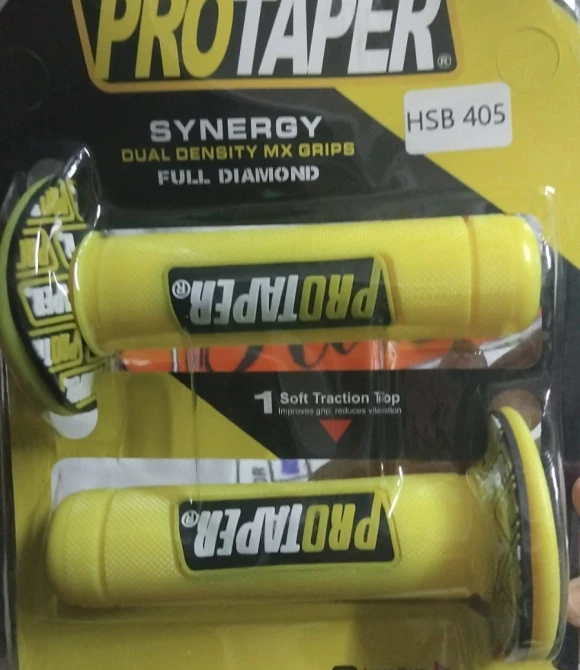 PROTAPER®
HSB 405
SYNERGY
DUAL DENSITY MX GRIPS
FULL DIAMOND
PROTAPER®
1 Soft Traction Top
Improves grip, reduces vibration
PROTAPER®